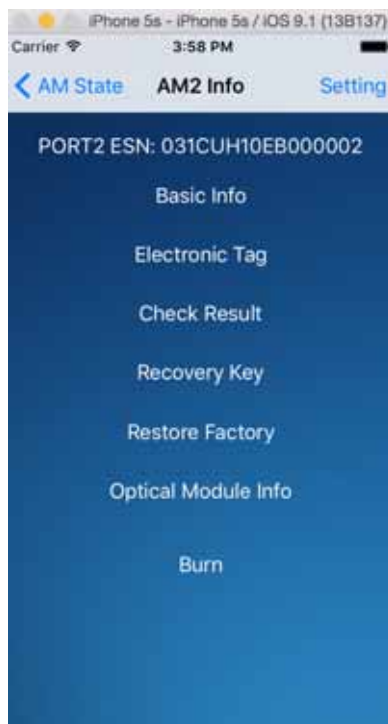 iPhone 5s - iPhone 5s / iOS 9.1 (13B137)
Carrier 3:58 PM
AM State AM2 Info Setting
PORT2 ESN: 031CUH10EB000002
Basic Info
Electronic Tag
Check Result
Recovery Key
Restore Factory
Optical Module Info
Burn